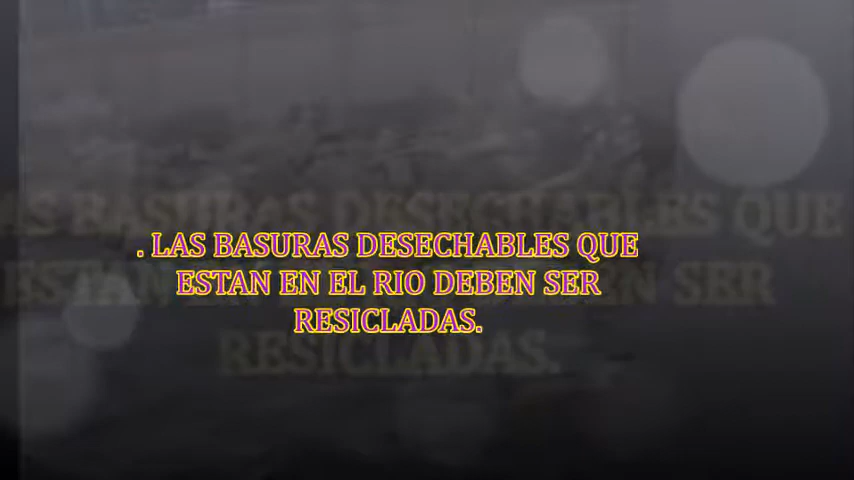 . LAS BASURAS DESECHABLES QUE
ESTAN EN EL RIO DEBEN SER
RESICLADAS.